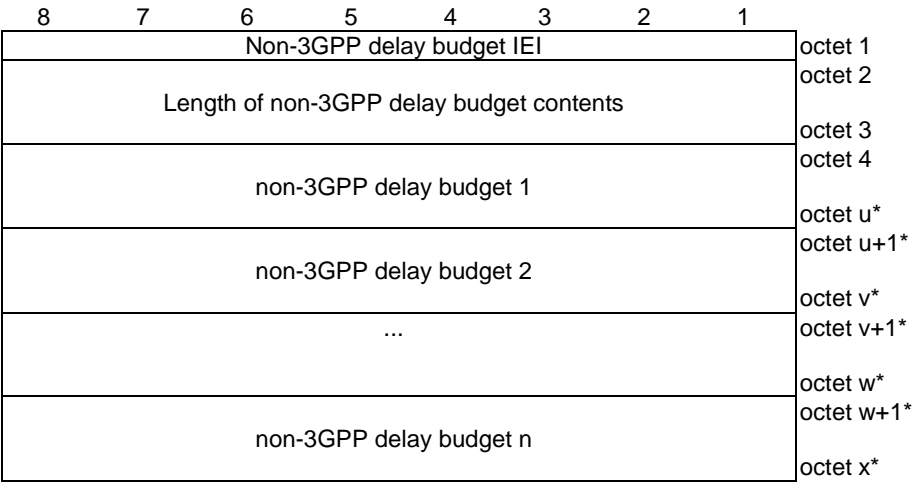 8 7 6 5 4 3 2 1
Non-3GPP delay budget IEI octet 1
octet 2
Length of non-3GPP delay budget contents
octet 3
octet 4
non-3GPP delay budget 1
octet u*
octet u+1*
non-3GPP delay budget 2
octet v*
... octet v+1*
octet w*
octet w+1*
non-3GPP delay budget n
octet x*